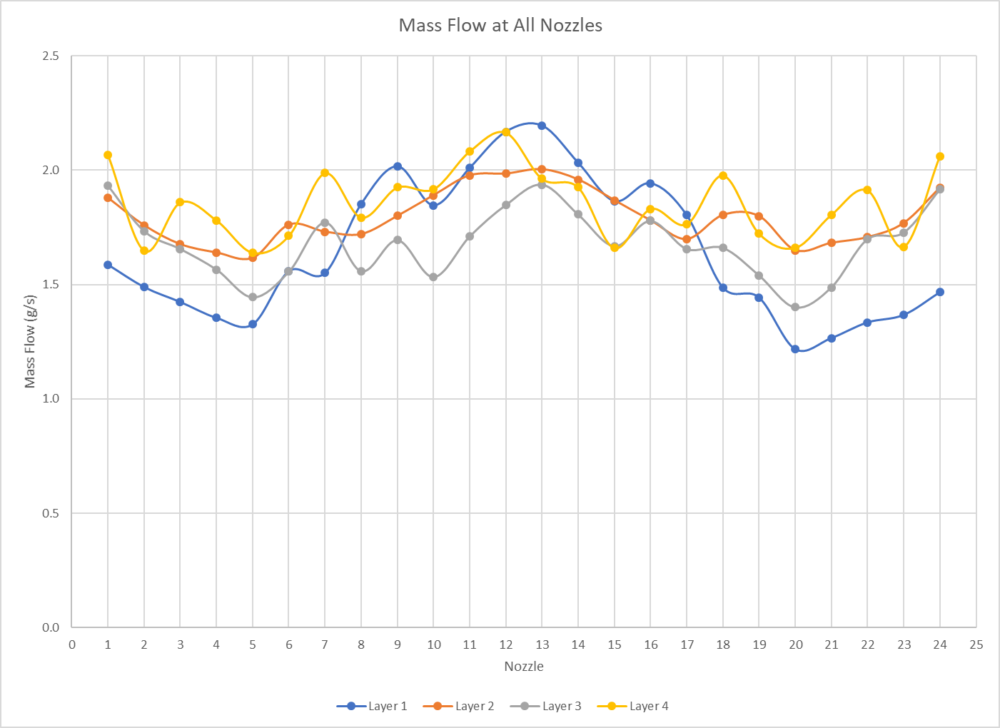 Mass Flow at All Nozzles
2.5
2.0
1.5
1.0
0.5
0.0
Mass Flow (g/s)
0 1 2 3 4 5 6 7 8 9 10 11 12 13 14 15 16 17 18 19 20 21 22 23 24 25
Nozzle
Layer 1 Layer 2 Layer 3 Layer 4